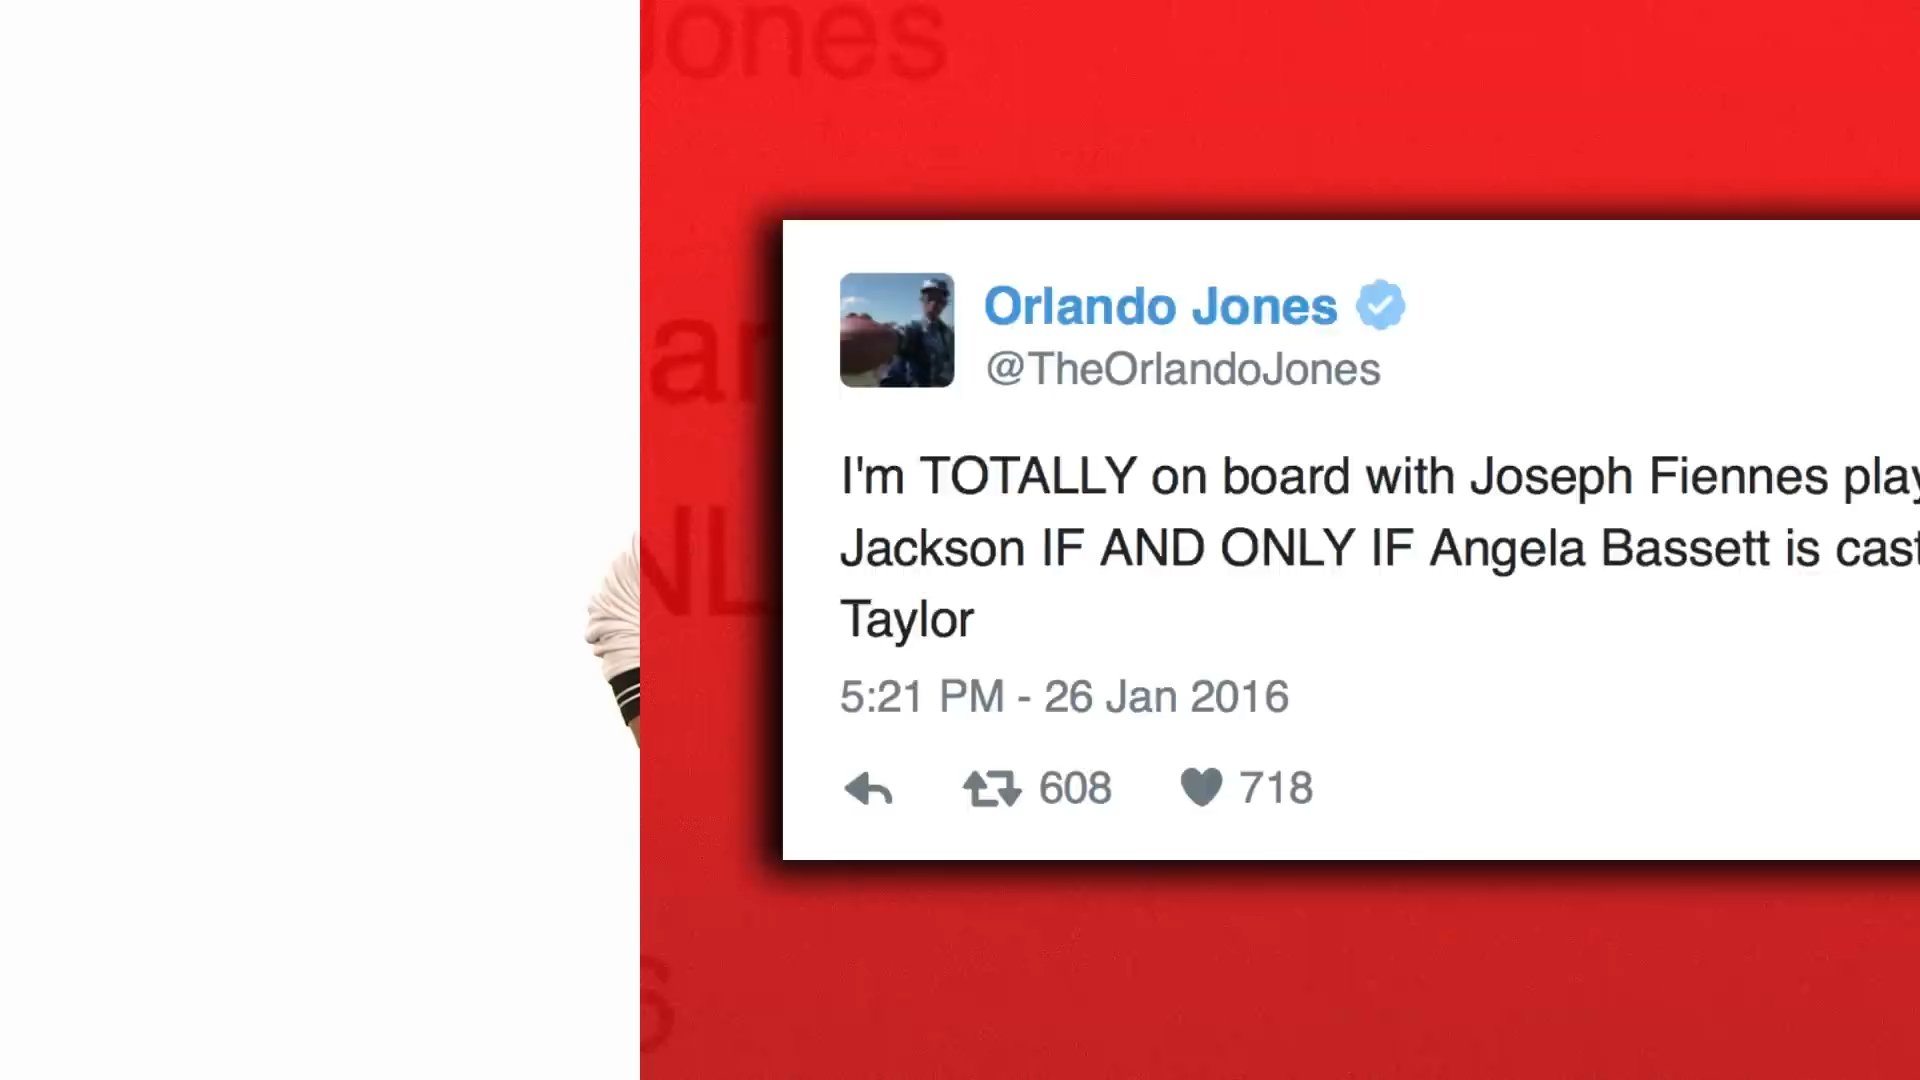 Jones
Orlando Jones
@TheOrlandoJones
I'm TOTALLY on board with Joseph Fiennes play
Jackson IF AND ONLY IF Angela Bassett is cast
Taylor
5:21 PM - 26 Jan 2016
608 718